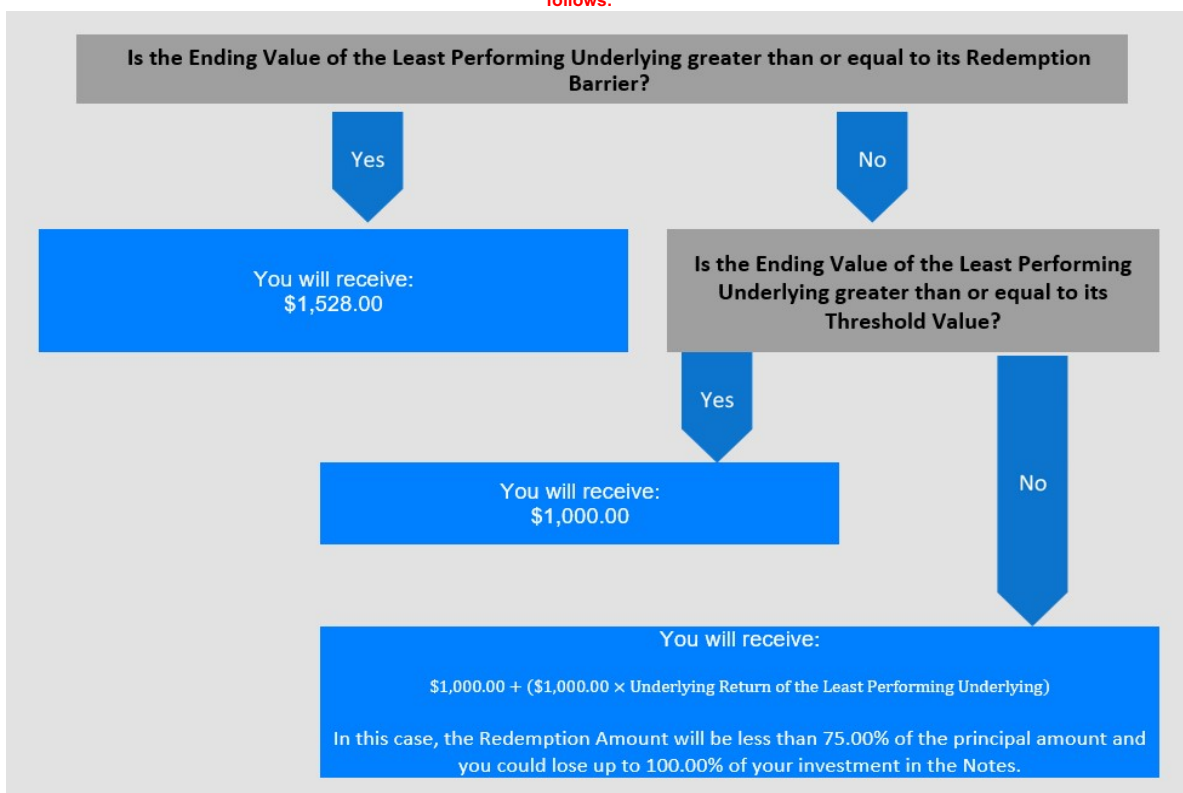 follows:
Is the Ending Value of the Least Performing Underlying greater than or equal to its Redemption
Barrier?
Yes
No
You will receive:
$1,528.00
Is the Ending Value of the Least Performing
Underlying greater than or equal to its
Threshold Value?
Yes
No
You will receive:
$1,000.00
You will receive:
$1,000.00 + ($1,000.00 × Underlying Return of the Least Performing Underlying)
In this case, the Redemption Amount will be less than 75.00% of the principal amount and
you could lose up to 100.00% of your investment in the Notes.